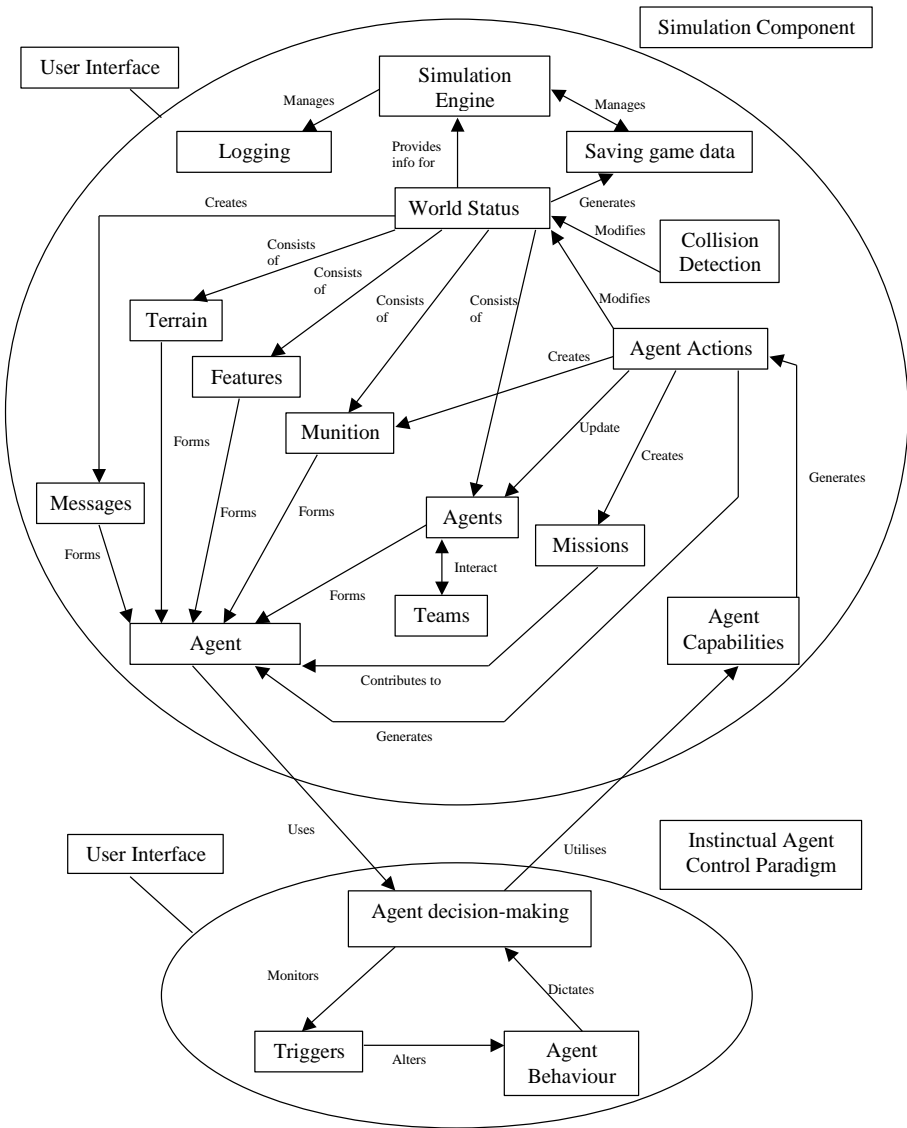 Simulation Component
User Interface
Simulation
Engine
Manages
Manages
Logging
Provides
info for
Saving game data
Creates
World Status
Generates
Modifies
Collision
Detection
Consists
of
Consists
of
Consists
of
Consists
of
Modifies
Terrain
Agent Actions
Features
Creates
Munition
Update
Forms
Creates
Generates
Messages
Agents
Forms
Forms
Missions
Forms
Interact
Forms
Teams
Agent
Capabilities
Agent
Contributes to
Generates
Uses
Utilises
User Interface
Instinctual Agent
Control Paradigm
Agent decision-making
Monitors
Dictates
Triggers
Alters
Agent
Behaviour